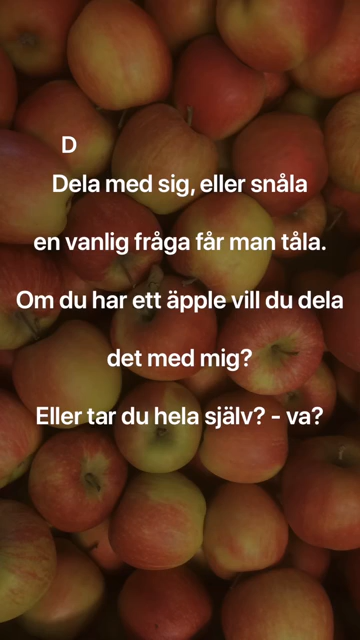 D
Dela med sig, eller snåla
en vanlig fråga får man tåla.
Om du har ett äpple vill du dela
det med mig?
Eller tar du hela själv? - va?